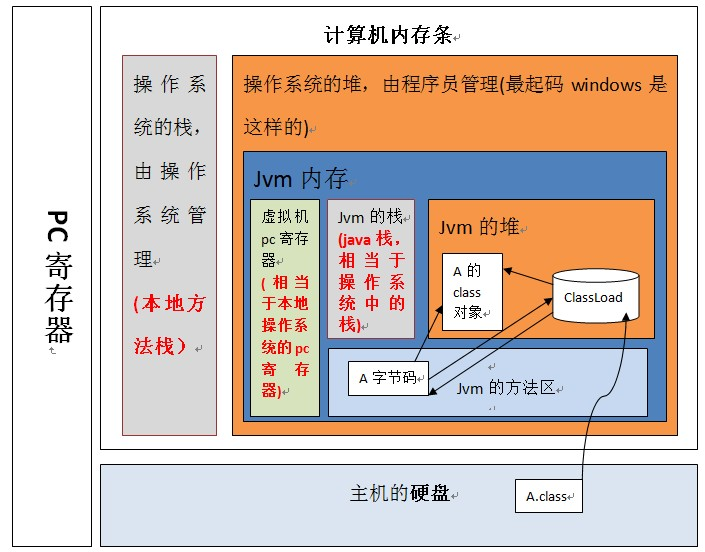 PC 寄存器
计算机内存条
操作系
统的栈，
由操作
系统管
理
(本地方
法栈）
操作系统的堆，由程序员管理(最起码 windows 是
这样的)
Jvm 内存
虚拟机
pc 寄存
器
(相当
于本地
操作系
统的 pc
寄存
器)
Jvm 的栈
(java 栈，
相当于
操作系
统中的
栈)
Jvm 的堆
A 的
class
对象
ClassLoad
A 字节码
Jvm 的方法区
主机的硬盘
A.class